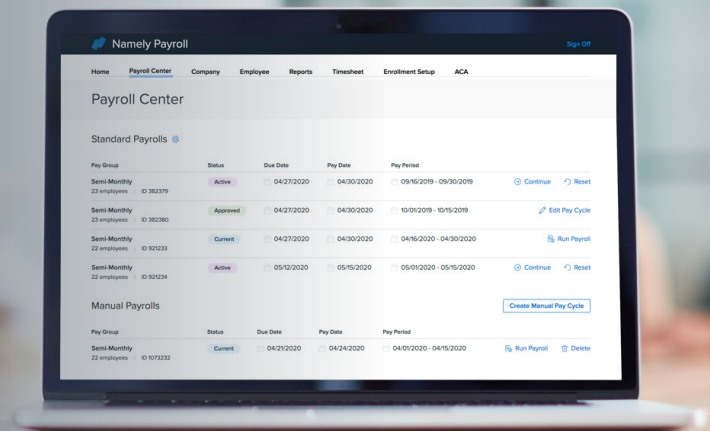 Namely Payroll Sign Off
Home Payroll Center Company Employee Reports Timesheet Enrollment Setup ACA
Payroll Center
Standard Payrolls
Pay Group Status Due Date Pay Date Pay Period
Semi-Monthly Active 04/27/2020 04/30/2020 09/16/2019 - 09/30/2019 Continue Reset
23 employees | ID 382379
Semi-Monthly Approved 04/27/2020 04/30/2020 10/01/2019 - 10/15/2019 Edit Pay Cycle
23 employees | ID 382380
Semi-Monthly Current 04/27/2020 04/30/2020 04/16/2020 - 04/30/2020 Run Payroll
22 employees | ID 921233
Semi-Monthly Active 05/12/2020 05/15/2020 05/01/2020 - 05/15/2020 Continue Reset
22 employees | ID 921234
Manual Payrolls Create Manual Pay Cycle
Pay Group Status Due Date Pay Date Pay Period
Semi-Monthly Current 04/21/2020 04/24/2020 04/01/2020 - 04/15/2020 Run Payroll Delete
22 employees | ID 1073232